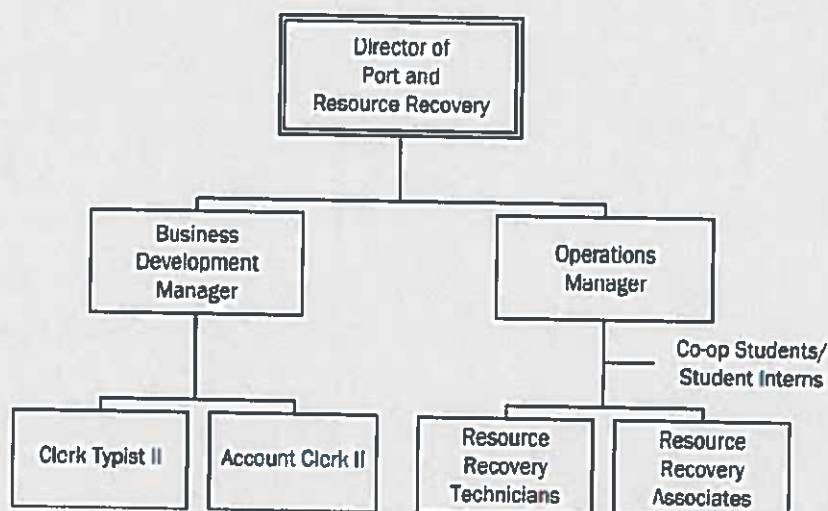 Director of
Port and
Resource Recovery
Business
Development
Manager
Operations
Manager
Co-op Students/
Student Interns
Clerk Typist II
Account Clerk II
Resource
Recovery
Technicians
Resource
Recovery
Associates